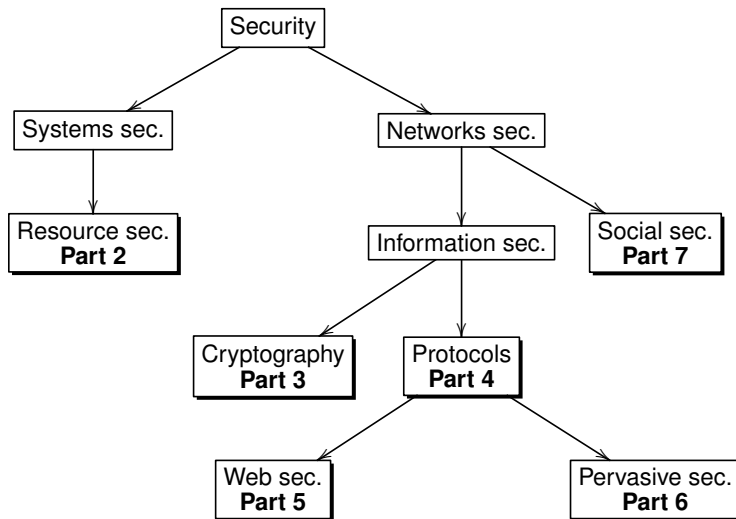 Security
Systems sec.
Networks sec.
Resource sec.
Part 2
Information sec.
Social sec.
Part 7
Cryptography
Part 3
Protocols
Part 4
Web sec.
Part 5
Pervasive sec.
Part 6